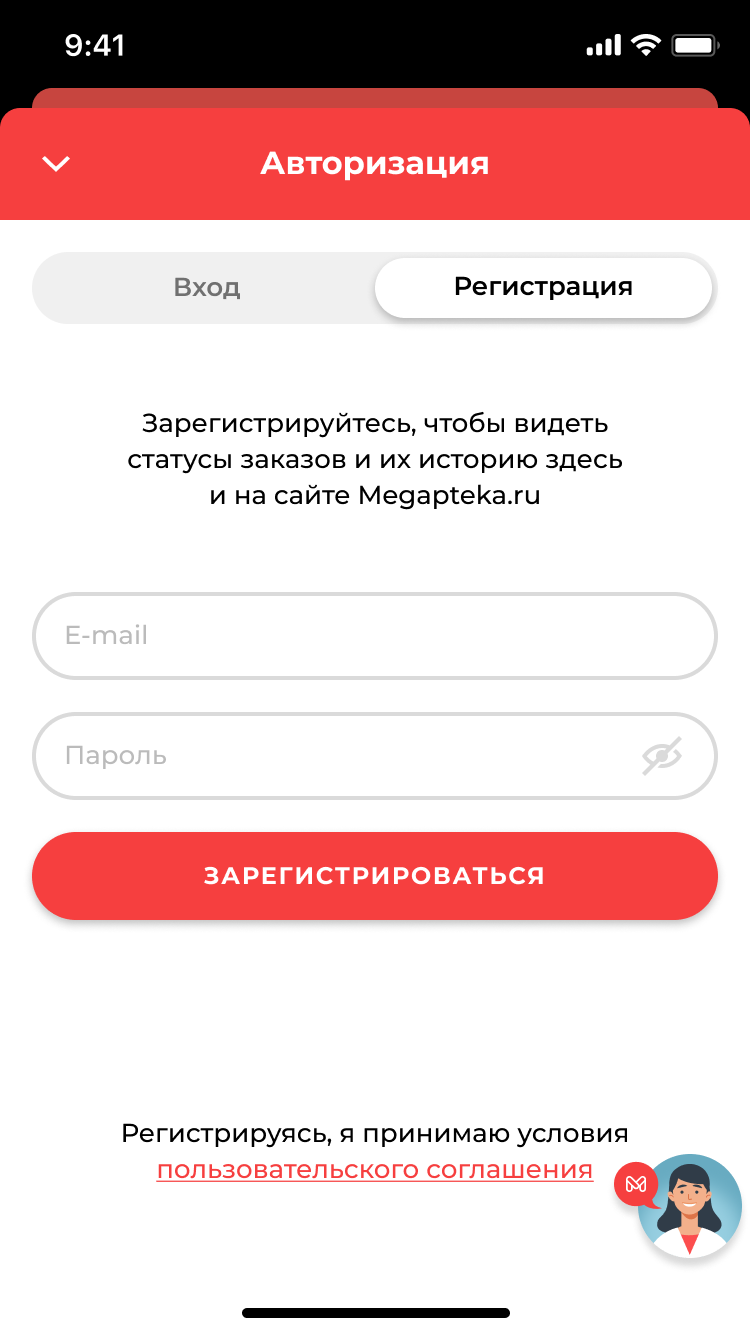 9:41
Авторизация
Вход
Регистрация
Зарегистрируйтесь, чтобы видеть
статусы заказов и их историю здесь
и на сайте Megapteka.ru
E-mail
Пароль
ЗАРЕГИСТРИРОВАТЬСЯ
Регистрируясь, я принимаю условия
пользовательского соглашения